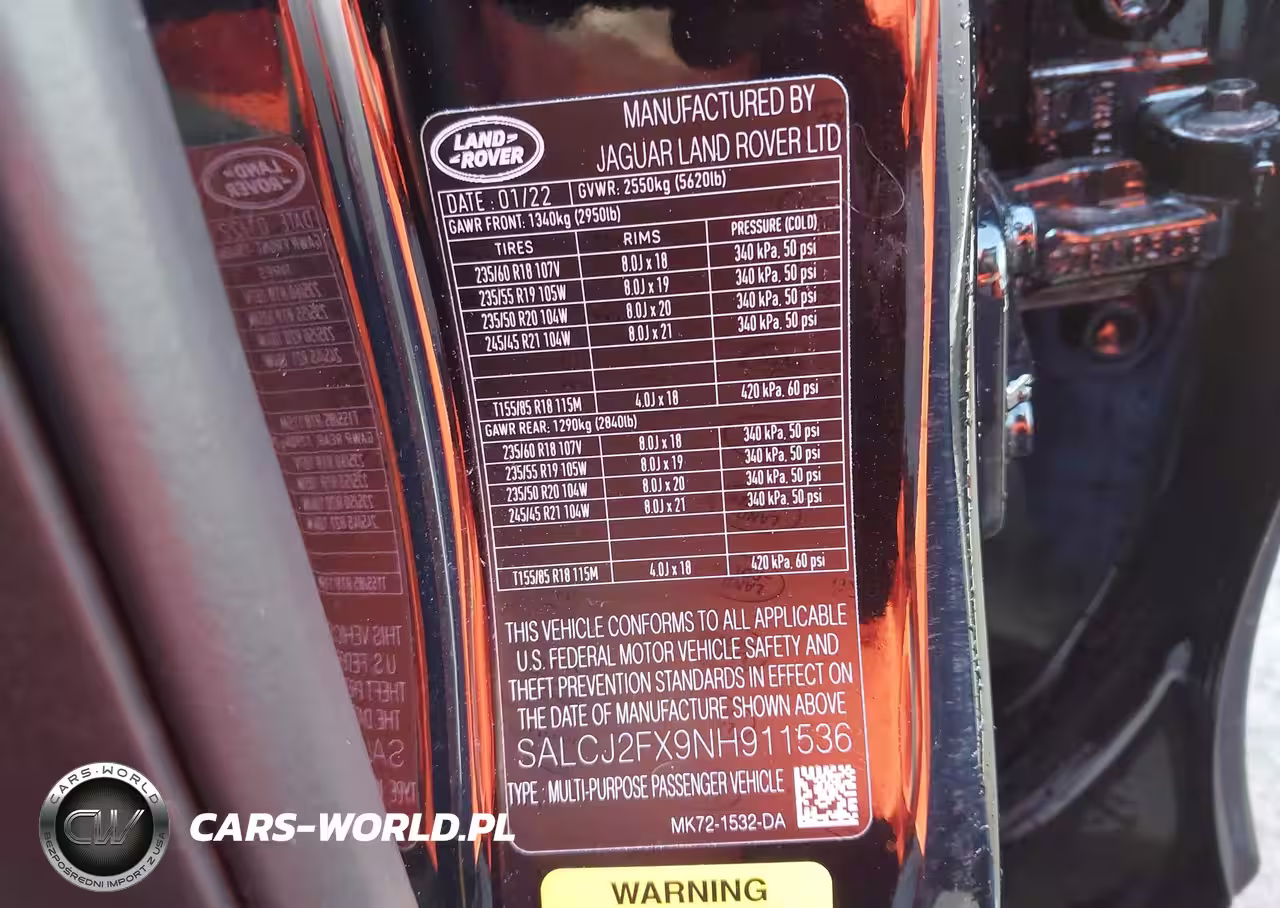 LAND-
-ROVER
MANUFACTURED BY
JAGUAR LAND ROVER LTD
DATE : 01/22 GVWR: 2550kg (5620lb)
GAWR FRONT: 1340kg (2950lb)
TIRES RIMS PRESSURE (COLD)
235/60 R18 107V 8.0J x 18 340 kPa, 50 psi
235/55 R19 105W 8.0J x 19 340 kPa, 50 psi
235/50 R20 104W 8.0J x 20 340 kPa, 50 psi
245/45 R21 104W 8.0J x 21 340 kPa, 50 psi
T155/85 R18 115M 4.0J x 18 420 kPa, 60 psi
GAWR REAR: 1290kg (2840lb)
235/60 R18 107V 8.0J x 18 340 kPa, 50 psi
235/55 R19 105W 8.0J x 19 340 kPa, 50 psi
235/50 R20 104W 8.0J x 20 340 kPa, 50 psi
245/45 R21 104W 8.0J x 21 340 kPa, 50 psi
T155/85 R18 115M 4.0J x 18 420 kPa, 60 psi
THIS VEHICLE CONFORMS TO ALL APPLICABLE
U.S. FEDERAL MOTOR VEHICLE SAFETY AND
THEFT PREVENTION STANDARDS IN EFFECT ON
THE DATE OF MANUFACTURE SHOWN ABOVE
SALCJ2FX9NH911536
TYPE : MULTI-PURPOSE PASSENGER VEHICLE
MK72-1532-DA
WARNING
CARS-WORLD
CW
BEZPOŚREDNI IMPORT Z USA
CARS-WORLD.PL